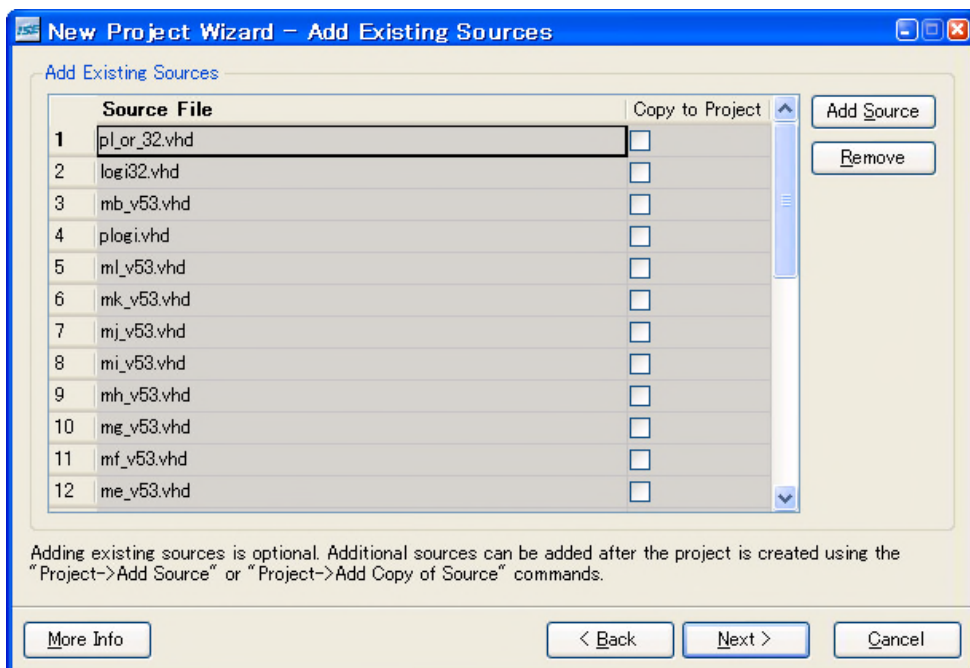 ISE New Project Wizard - Add Existing Sources
Add Existing Sources
Source File Copy to Project
1 pl_or_32.vhd
2 logi32.vhd
3 mb_v53.vhd
4 plogi.vhd
5 ml_v53.vhd
6 mk_v53.vhd
7 mj_v53.vhd
8 mi_v53.vhd
9 mh_v53.vhd
10 mg_v53.vhd
11 mf_v53.vhd
12 me_v53.vhd
Add Source
Remove
Adding existing sources is optional. Additional sources can be added after the project is created using the
"Project->Add Source" or "Project->Add Copy of Source" commands.
More Info < Back Next > Cancel